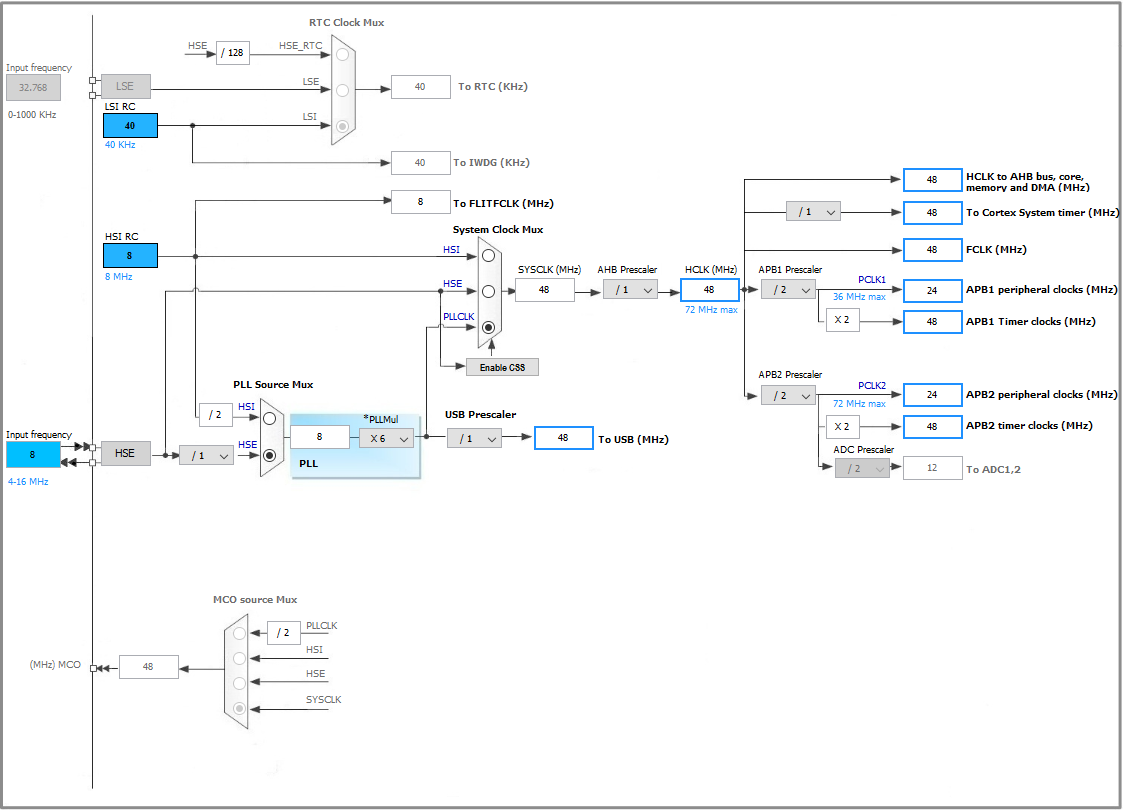 RTC Clock Mux
HSE
/ 128
HSE_RTC
Input frequency
32.768
0-1000 KHz
LSE
LSE
40
To RTC (KHz)
LSI RC
40
40 KHz
LSI
40
To IWDG (KHz)
8
To FLITFCLK (MHz)
HSI RC
8
8 MHz
System Clock Mux
HSI
HSE
PLLCLK
SYSCLK (MHz)
48
AHB Prescaler
/ 1
HCLK (MHz)
48
72 MHz max
Enable CSS
48
HCLK to AHB bus, core,
memory and DMA (MHz)
/ 1
48
To Cortex System timer (MHz)
48
FCLK (MHz)
APB1 Prescaler
/ 2
PCLK1
36 MHz max
24
APB1 peripheral clocks (MHz)
X 2
48
APB1 Timer clocks (MHz)
APB2 Prescaler
/ 2
PCLK2
72 MHz max
24
APB2 peripheral clocks (MHz)
X 2
48
APB2 timer clocks (MHz)
ADC Prescaler
/ 2
12
To ADC1,2
PLL Source Mux
/ 2
HSI
Input frequency
8
4-16 MHz
HSE
/ 1
HSE
8
*PLLMul
X 6
PLL
USB Prescaler
/ 1
48
To USB (MHz)
MCO source Mux
/ 2
PLLCLK
HSI
HSE
SYSCLK
(MHz) MCO
48